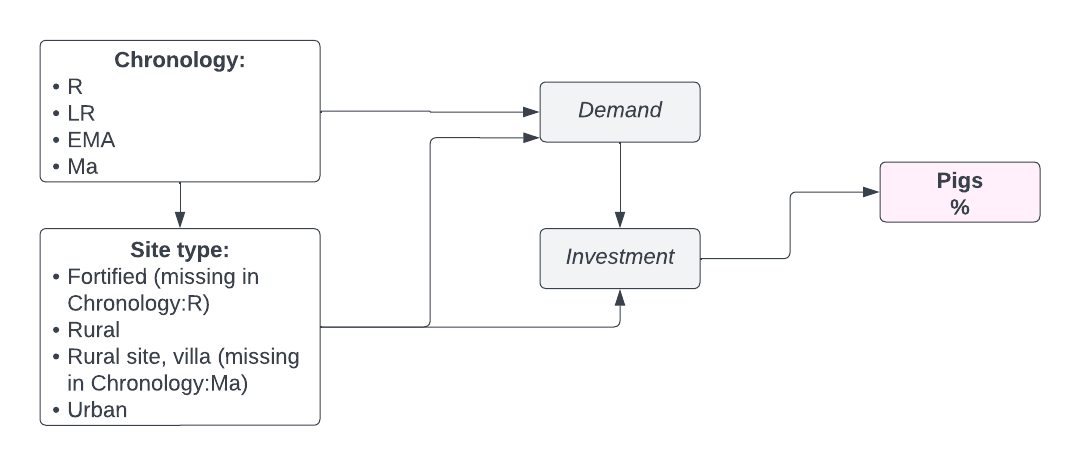 Chronology:
• R
• LR
• EMA
• Ma
Demand
Pigs
%
Site type:
• Fortified (missing in
Chronology:R)
• Rural
• Rural site, villa (missing
in Chronology:Ma)
• Urban
Investment